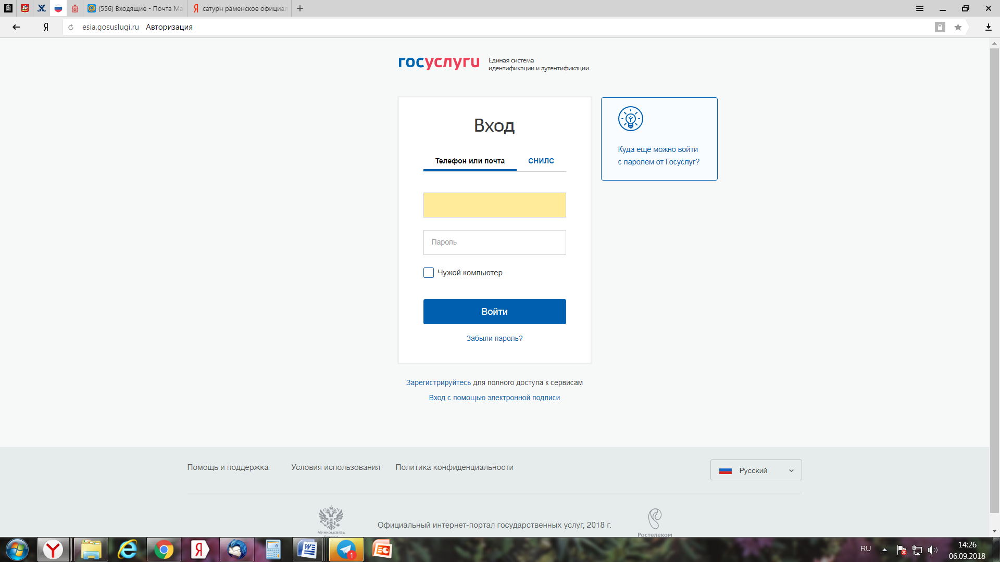 (556) Входящие - Почта Ма
сатурн раменское официал
esia.gosuslugi.ru Авторизация
госуслуги
Единая система
идентификации и аутентификации
Вход
Телефон или почта
СНИЛС
Пароль
Чужой компьютер
Войти
Забыли пароль?
Зарегистрируйтесь для полного доступа к сервисам
Вход с помощью электронной подписи
Куда ещё можно войти
с паролем от Госуслуг?
Помощь и поддержка
Условия использования
Политика конфиденциальности
Русский
Минкомсвязь
Официальный интернет-портал государственных услуг, 2018 г.
Ростелеком
1
RU
14:26
06.09.2018